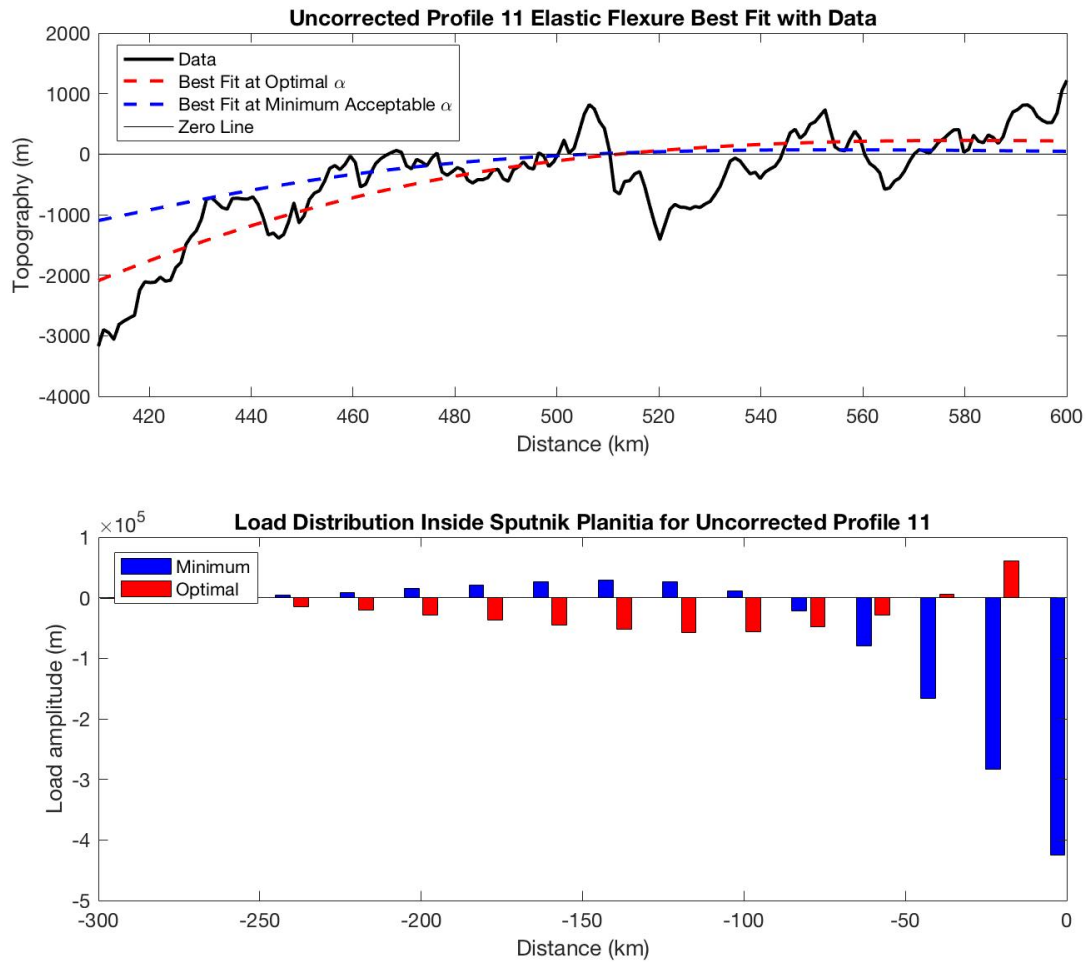 Uncorrected Profile 11 Elastic Flexure Best Fit with Data
2000
1000
0
-1000
-2000
-3000
-4000
Topography (m)
Data
Best Fit at Optimal α
Best Fit at Minimum Acceptable α
Zero Line
420 440 460 480 500 520 540 560 580 600
Distance (km)
Load Distribution Inside Sputnik Planitia for Uncorrected Profile 11
×10^5
1
0
-1
-2
-3
-4
-5
Load amplitude (m)
Minimum
Optimal
-300 -250 -200 -150 -100 -50 0
Distance (km)